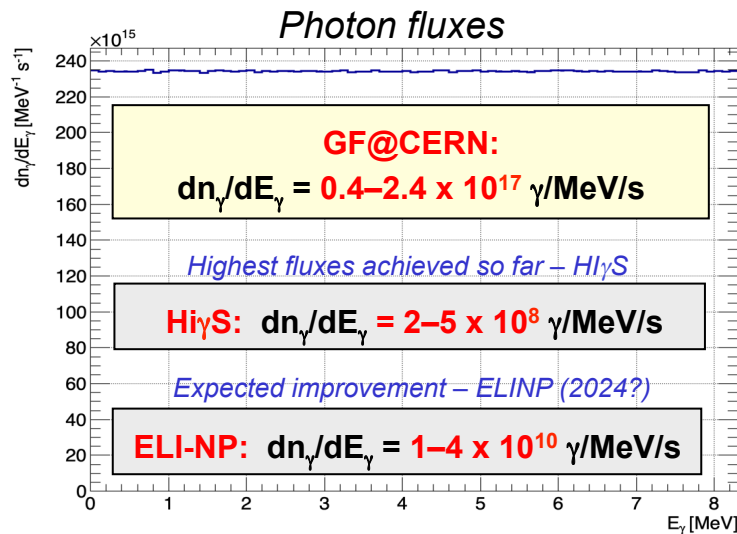 Photon fluxes
×10¹⁵
dnᵧ/dEᵧ [MeV⁻¹ s⁻¹]
240
220
200
180
160
140
120
100
80
60
40
20
0
GF@CERN:
dnᵧ/dEᵧ = 0.4–2.4 x 10¹⁷ γ/MeV/s
Highest fluxes achieved so far – HIγS
HiγS: dnᵧ/dEᵧ = 2–5 x 10⁸ γ/MeV/s
Expected improvement – ELINP (2024?)
ELI-NP: dnᵧ/dEᵧ = 1–4 x 10¹⁰ γ/MeV/s
0 1 2 3 4 5 6 7 8
Eᵧ [MeV]